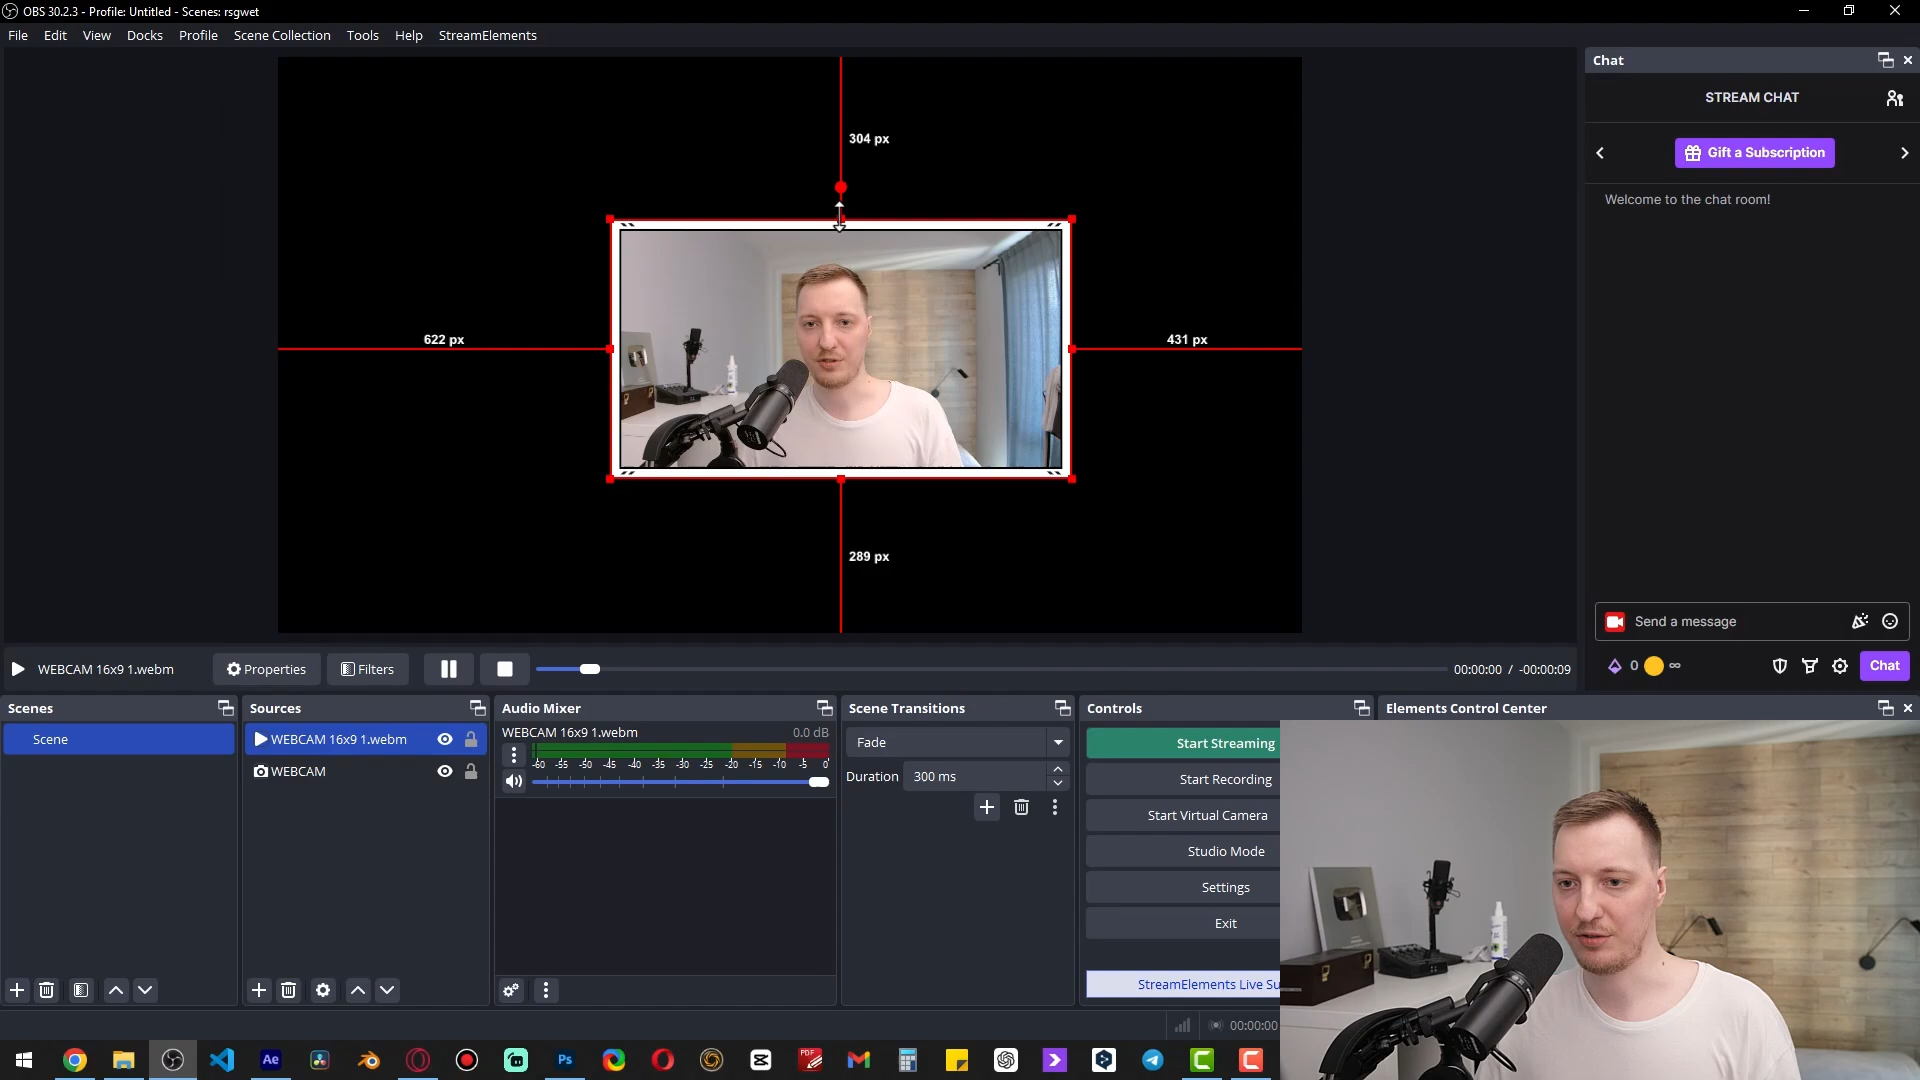 OBS 30.2.3 - Profile: Untitled - Scenes: rsgwet
File Edit View Docks Profile Scene Collection Tools Help StreamElements
Chat
STREAM CHAT
Gift a Subscription
Welcome to the chat room!
304 px
622 px
431 px
289 px
Send a message
0 ∞
Chat
WEBCAM 16x9 1.webm
Properties
Filters
00:00:00 / -00:00:09
Scenes
Scene
Sources
WEBCAM 16x9 1.webm
WEBCAM
Audio Mixer
WEBCAM 16x9 1.webm 0.0 dB
-60 -55 -50 -45 -40 -35 -30 -25 -20 -15 -10 -5 0
Scene Transitions
Fade
Duration 300 ms
Controls
Start Streaming
Start Recording
Start Virtual Camera
Studio Mode
Settings
Exit
StreamElements Live Su
Elements Control Center
00:00:00
Ae
Ps
PDF